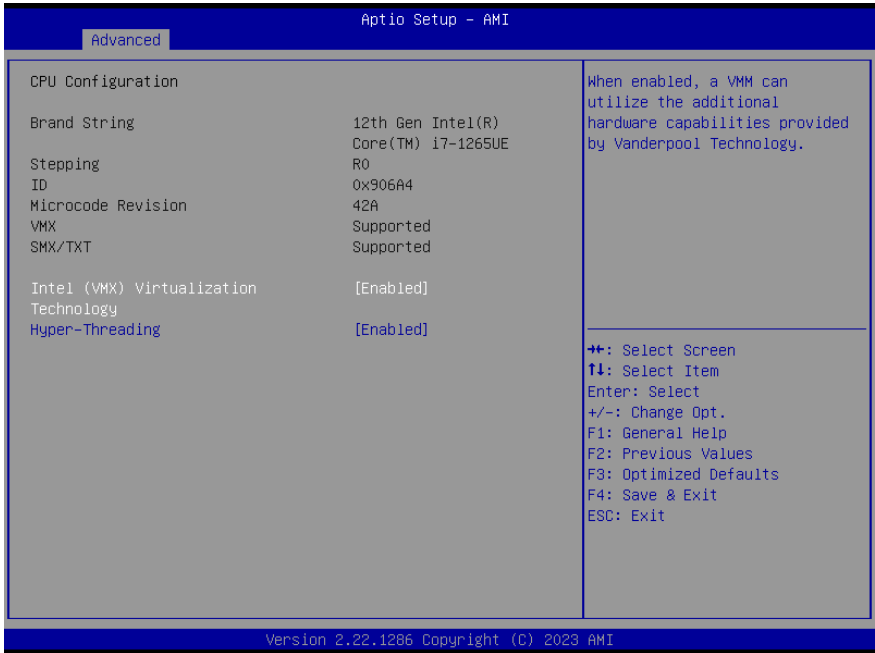 Aptio Setup – AMI
Advanced
CPU Configuration
Brand String 12th Gen Intel(R)
Core(TM) i7-1265UE
Stepping R0
ID 0x906A4
Microcode Revision 42A
VMX Supported
SMX/TXT Supported
Intel (VMX) Virtualization [Enabled]
Technology
Hyper-Threading [Enabled]
When enabled, a VMM can
utilize the additional
hardware capabilities provided
by Vanderpool Technology.
→←: Select Screen
↑↓: Select Item
Enter: Select
+/-: Change Opt.
F1: General Help
F2: Previous Values
F3: Optimized Defaults
F4: Save & Exit
ESC: Exit
Version 2.22.1286 Copyright (C) 2023 AMI